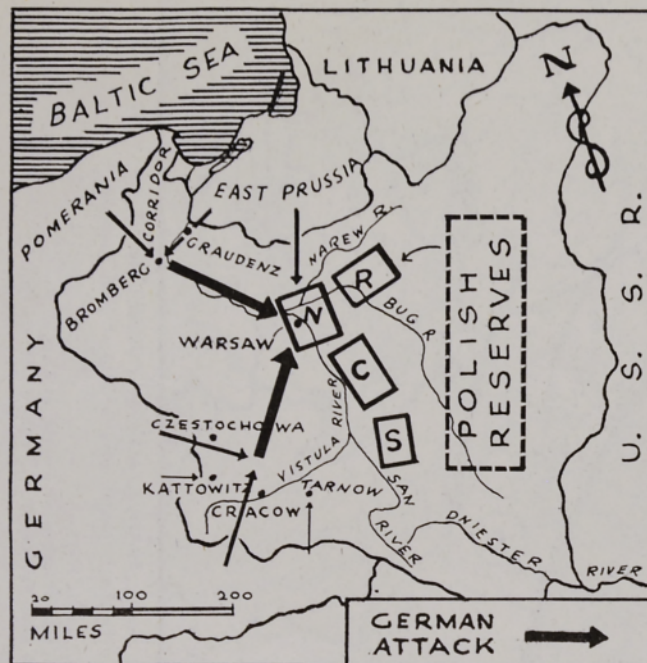 BALTIC SEA
LITHUANIA
N
POMERANIA
CORRIDOR
EAST PRUSSIA
GRAUDENZ
BROMBERG
NAREW R.
R
POLISH
RESERVES
N
BUG R.
WARSAW
C
GERMANY
U. S. S. R.
CZESTOCHOWA
VISTULA RIVER
S
KATTOWITZ
TARNOW
SAN
RIVER
CRACOW
DNIESTER
RIVER
20 100 200
MILES
GERMAN
ATTACK